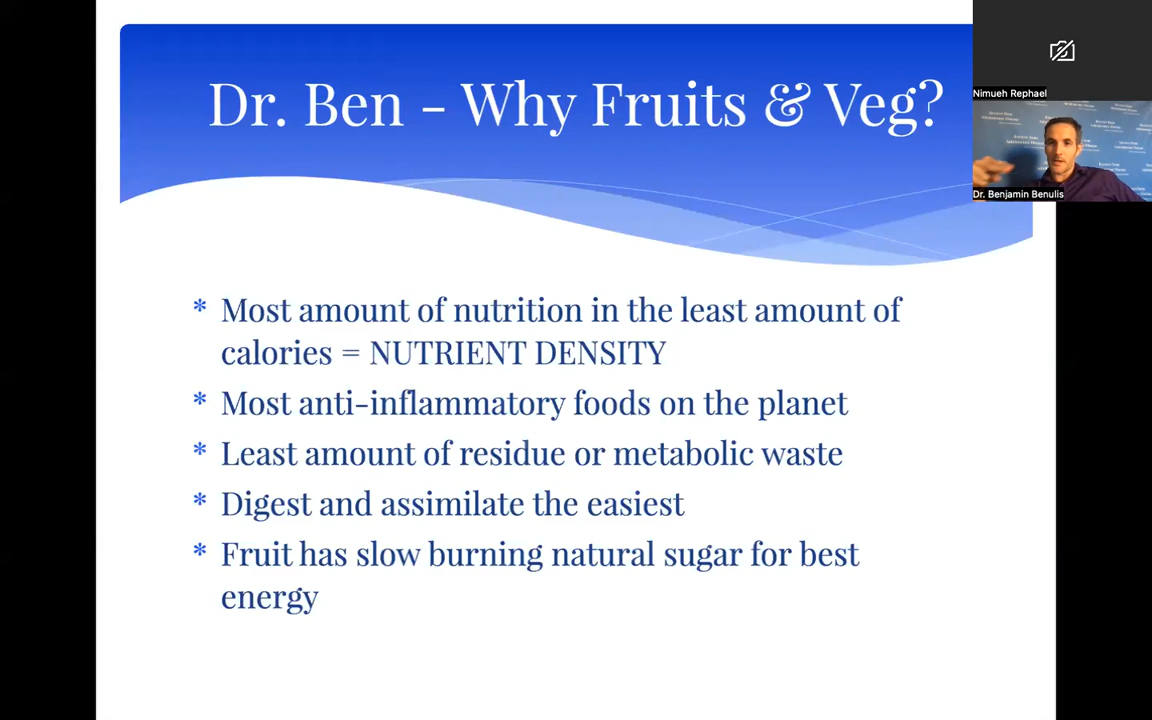 Dr. Ben - Why Fruits & Veg?
Nimueh Rephael
Dr. Benjamin Benulis
* Most amount of nutrition in the least amount of
calories = NUTRIENT DENSITY
* Most anti-inflammatory foods on the planet
* Least amount of residue or metabolic waste
* Digest and assimilate the easiest
* Fruit has slow burning natural sugar for best
energy